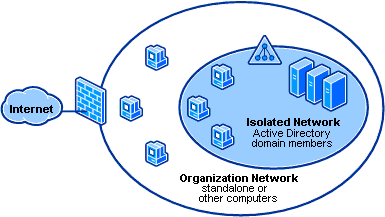 Internet
Isolated Network
Active Directory
domain members
Organization Network
standalone or
other computers